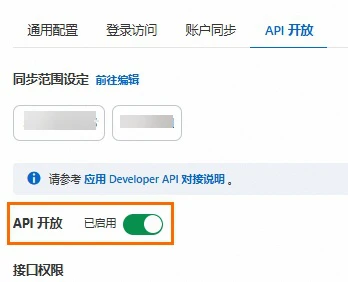 通用配置 登录访问 账户同步 API 开放
同步范围设定 前往编辑
请参考 应用 Developer API 对接说明 。
API 开放 已启用
接口权限